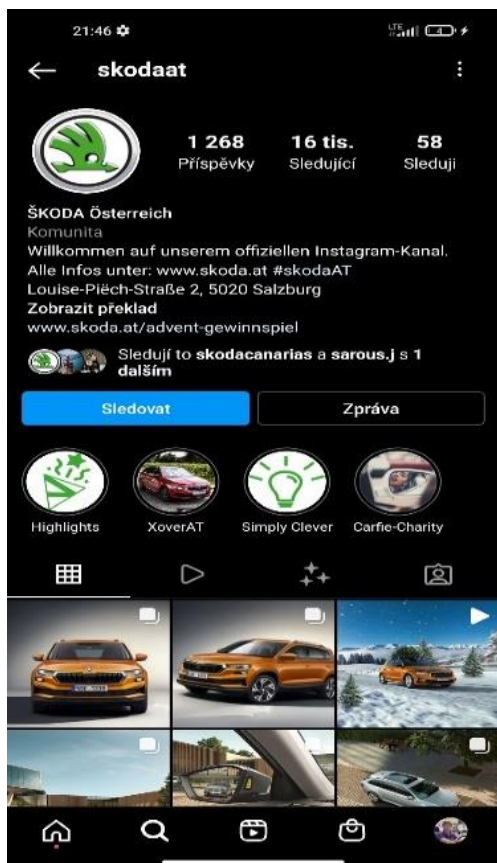 21:46
LTE
4
skodaat
1 268
16 tis.
58
Příspěvky
Sledující
Sleduji
ŠKODA Österreich
Komunita
Willkommen auf unserem offiziellen Instagram-Kanal.
Alle Infos unter: www.skoda.at #skodaAT
Louise-Piëch-Straße 2, 5020 Salzburg
Zobrazit překlad
www.skoda.at/advent-gewinnspiel
Sledují to skodacanarias a sarous.j s 1
dalším
Sledovat
Zpráva
Highlights
XoverAT
Simply Clever
Carfie-Charity